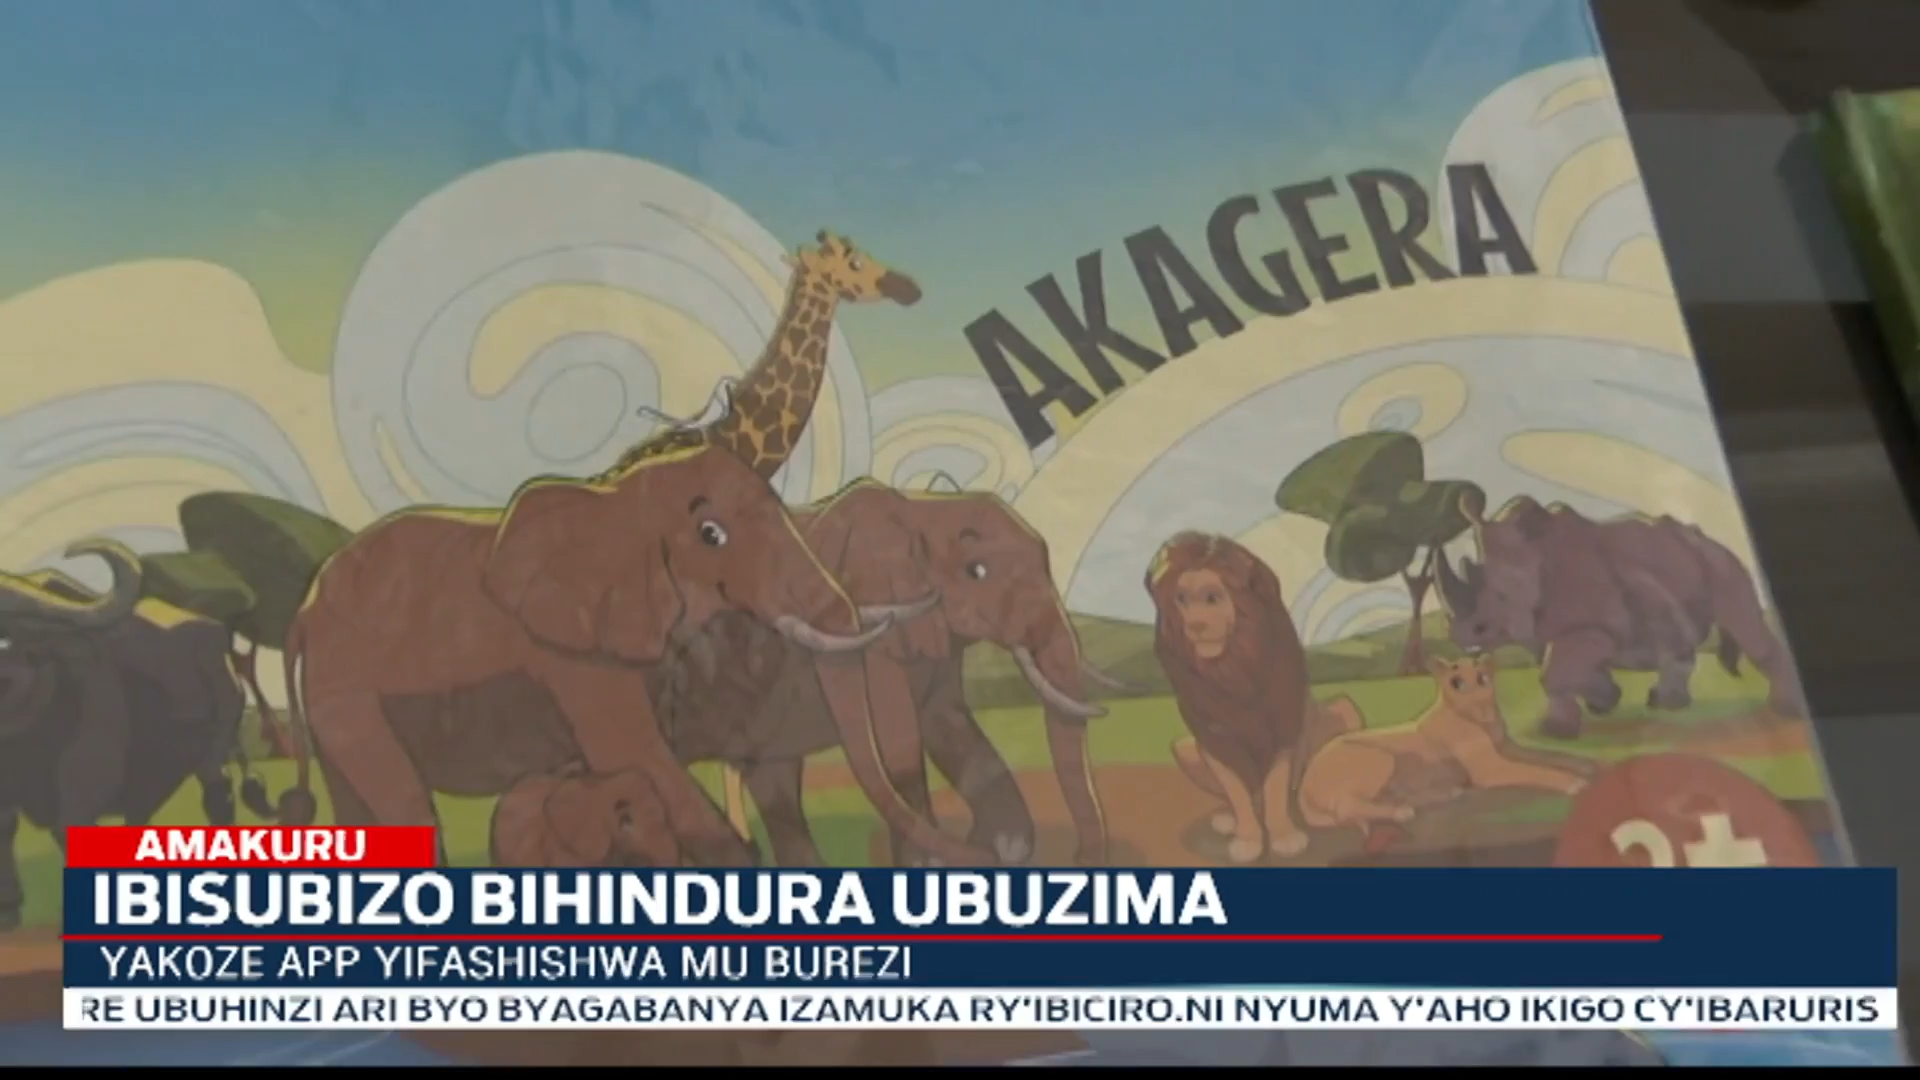 AKAGERA
AMAKURU
IBISUBIZO BIHINDURA UBUZIMA
YAKOZE APP YIFASHISHWA MU BUREZI
RE UBUHINZI ARI BYO BYAGABANYA IZAMUKA RY'IBICIRO.NI NYUMA Y'AHO IKIGO CY'IBARURIS